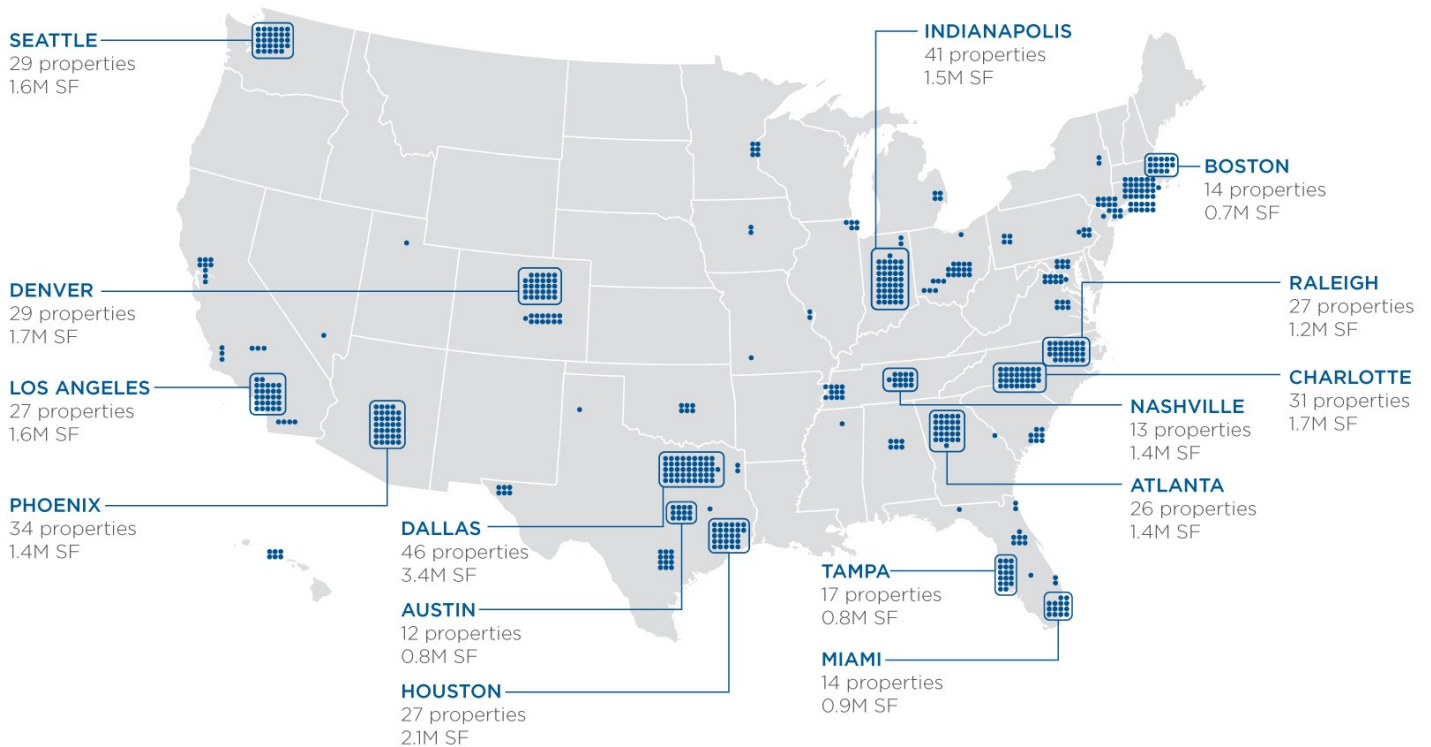 SEATTLE
29 properties
1.6M SF
DENVER
29 properties
1.7M SF
LOS ANGELES
27 properties
1.6M SF
PHOENIX
34 properties
1.4M SF
DALLAS
46 properties
3.4M SF
AUSTIN
12 properties
0.8M SF
HOUSTON
27 properties
2.1M SF
INDIANAPOLIS
41 properties
1.5M SF
BOSTON
14 properties
0.7M SF
RALEIGH
27 properties
1.2M SF
CHARLOTTE
31 properties
1.7M SF
NASHVILLE
13 properties
1.4M SF
ATLANTA
26 properties
1.4M SF
TAMPA
17 properties
0.8M SF
MIAMI
14 properties
0.9M SF